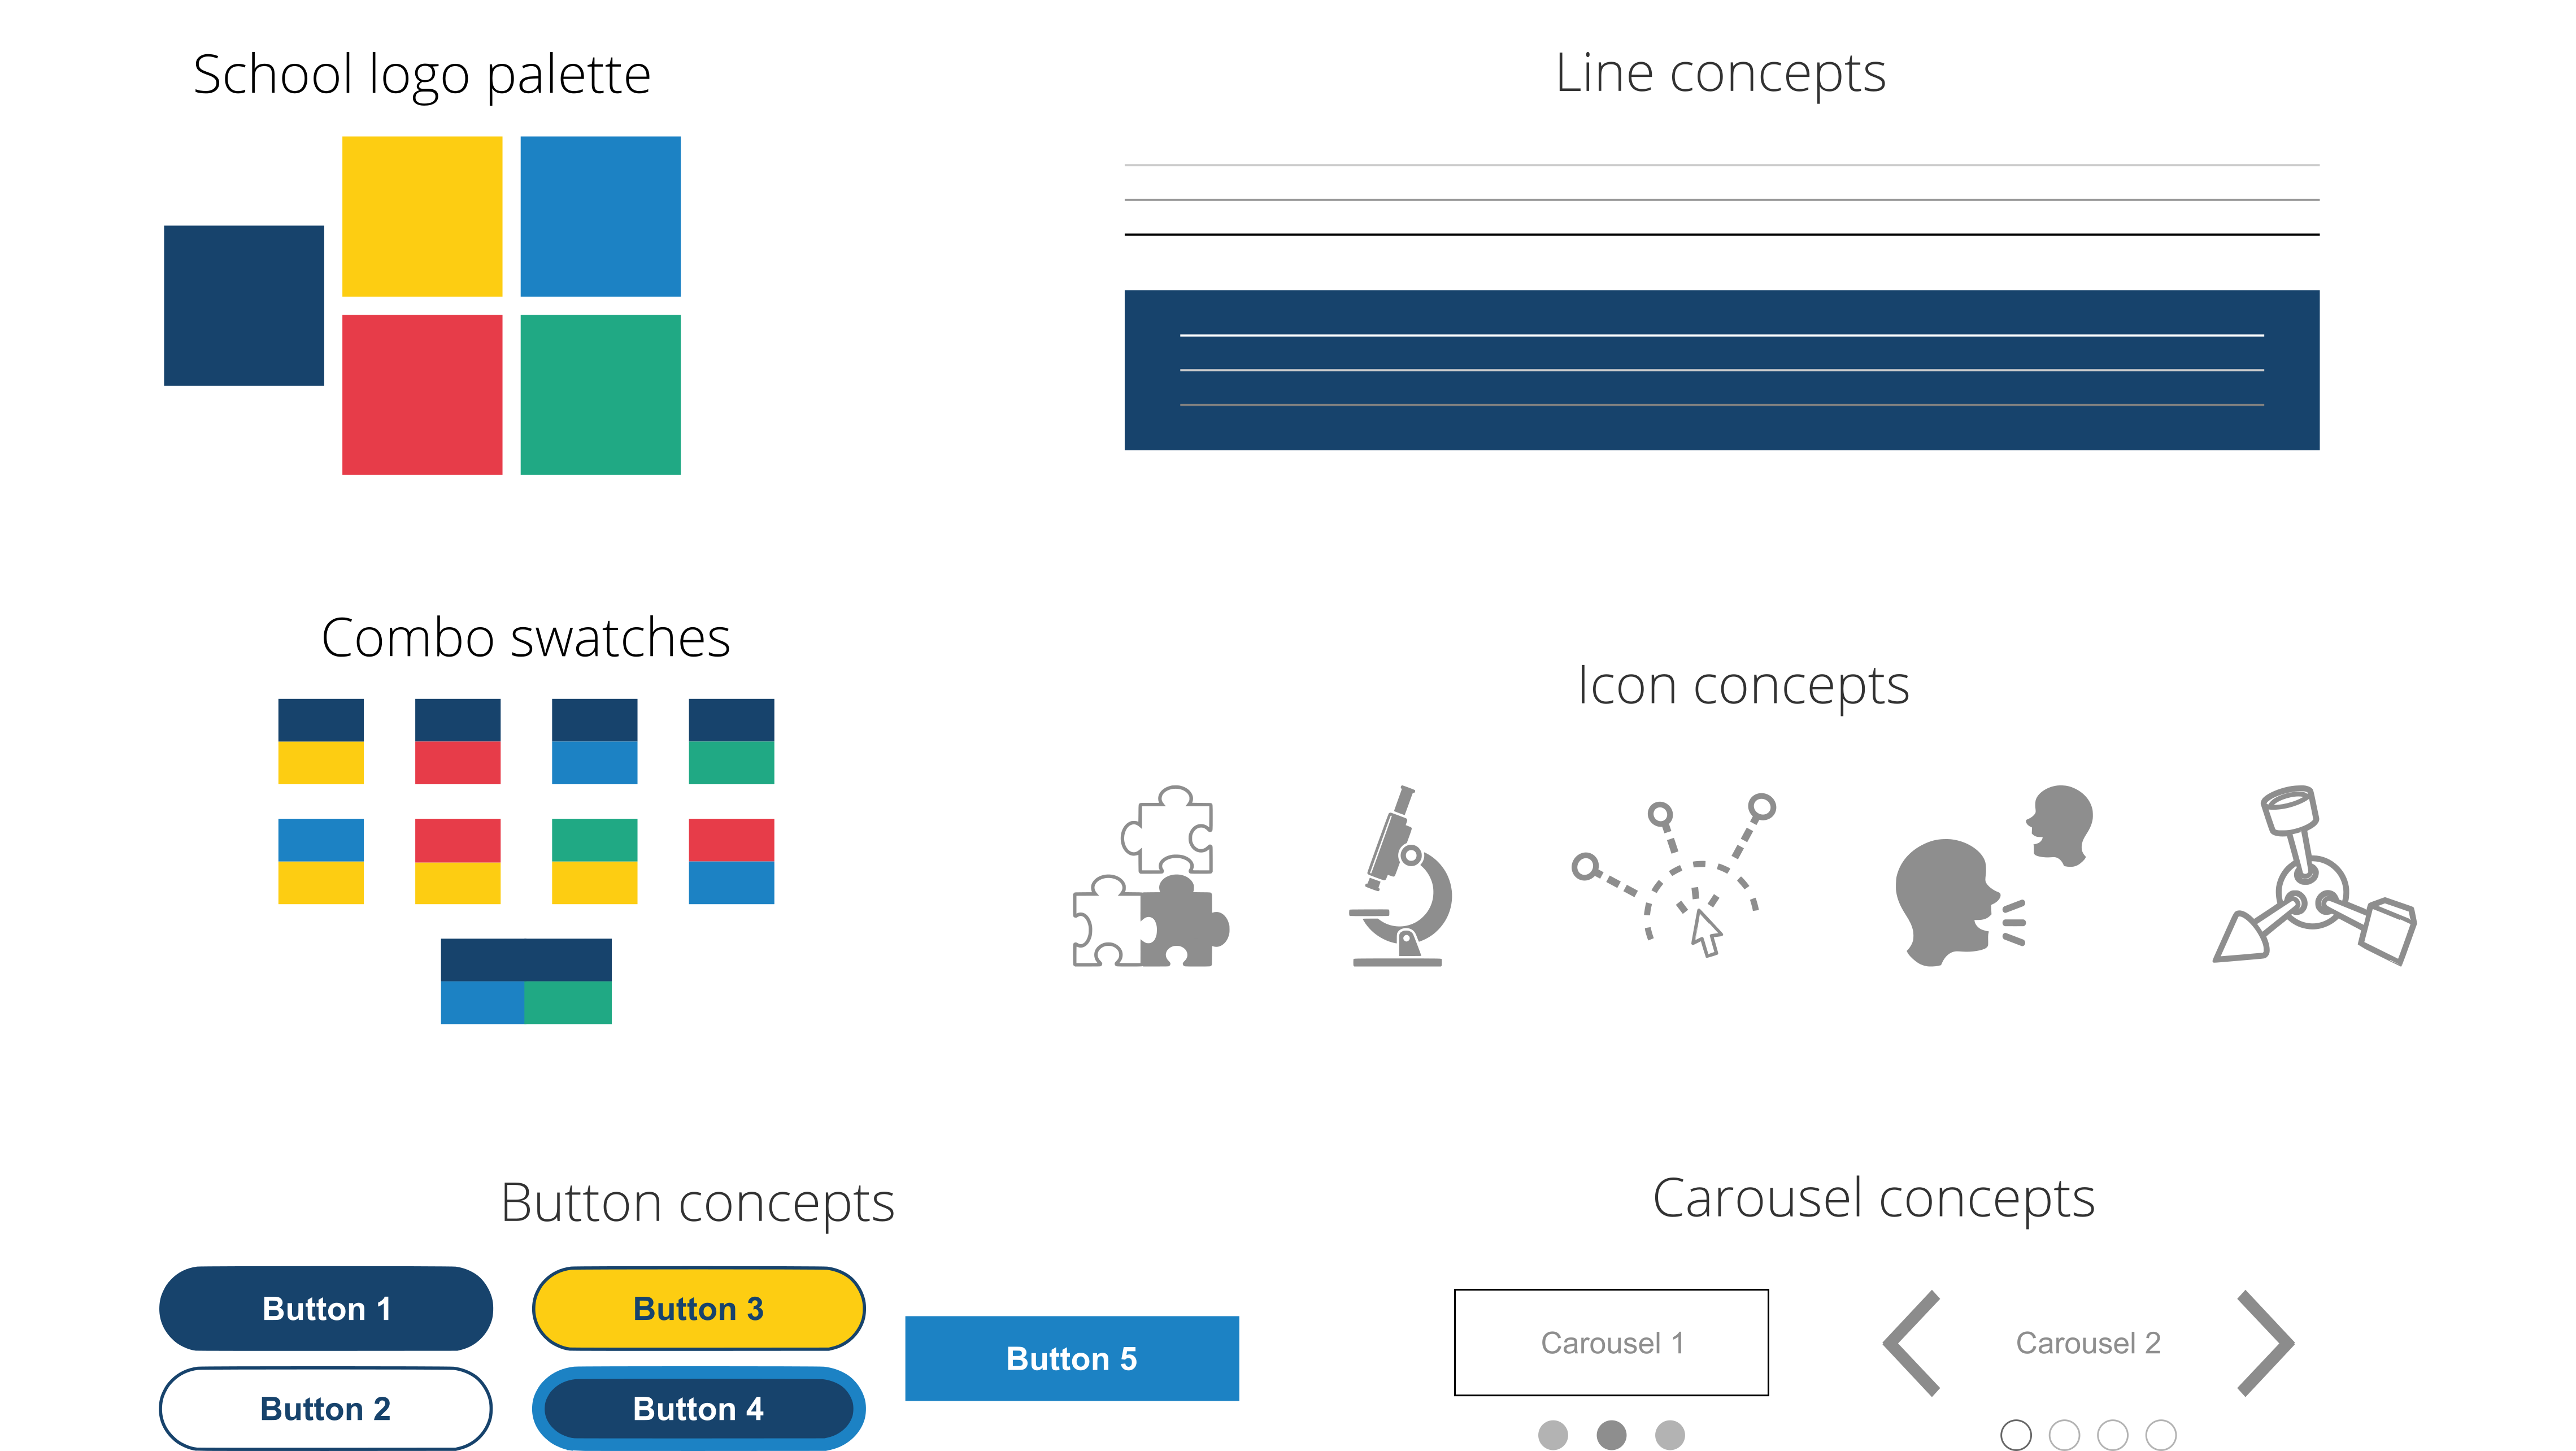 School logo palette
Line concepts
Combo swatches
Icon concepts
Button concepts
Carousel concepts
Button 1
Button 3
Button 5
Button 2
Button 4
Carousel 1
Carousel 2